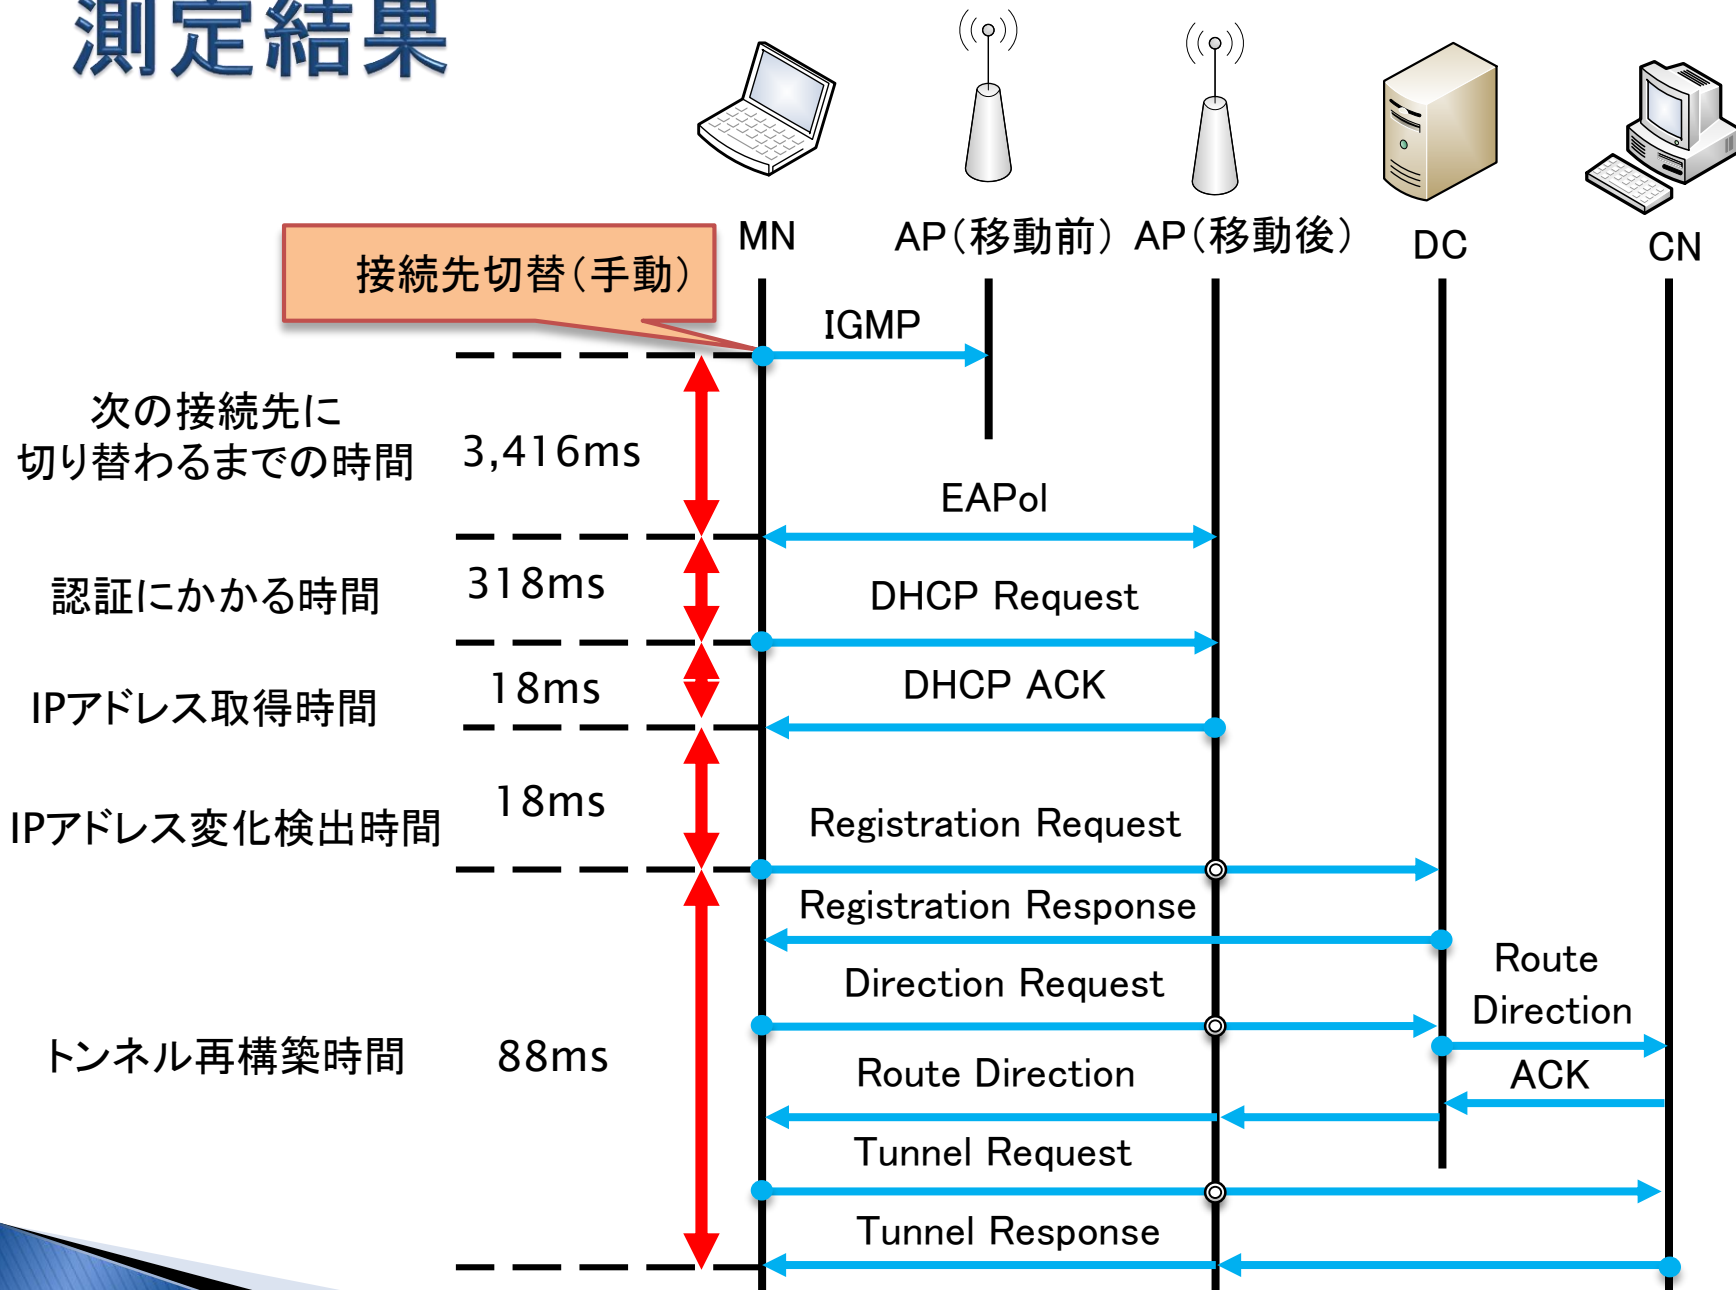 測定結果
MN
AP（移動前）
AP（移動後）
DC
CN
接続先切替（手動）
IGMP
次の接続先に
切り替わるまでの時間
3,416ms
EAPol
認証にかかる時間
318ms
DHCP Request
IPアドレス取得時間
18ms
DHCP ACK
IPアドレス変化検出時間
18ms
Registration Request
Registration Response
Direction Request
Route
Direction
トンネル再構築時間
88ms
Route Direction
ACK
Tunnel Request
Tunnel Response